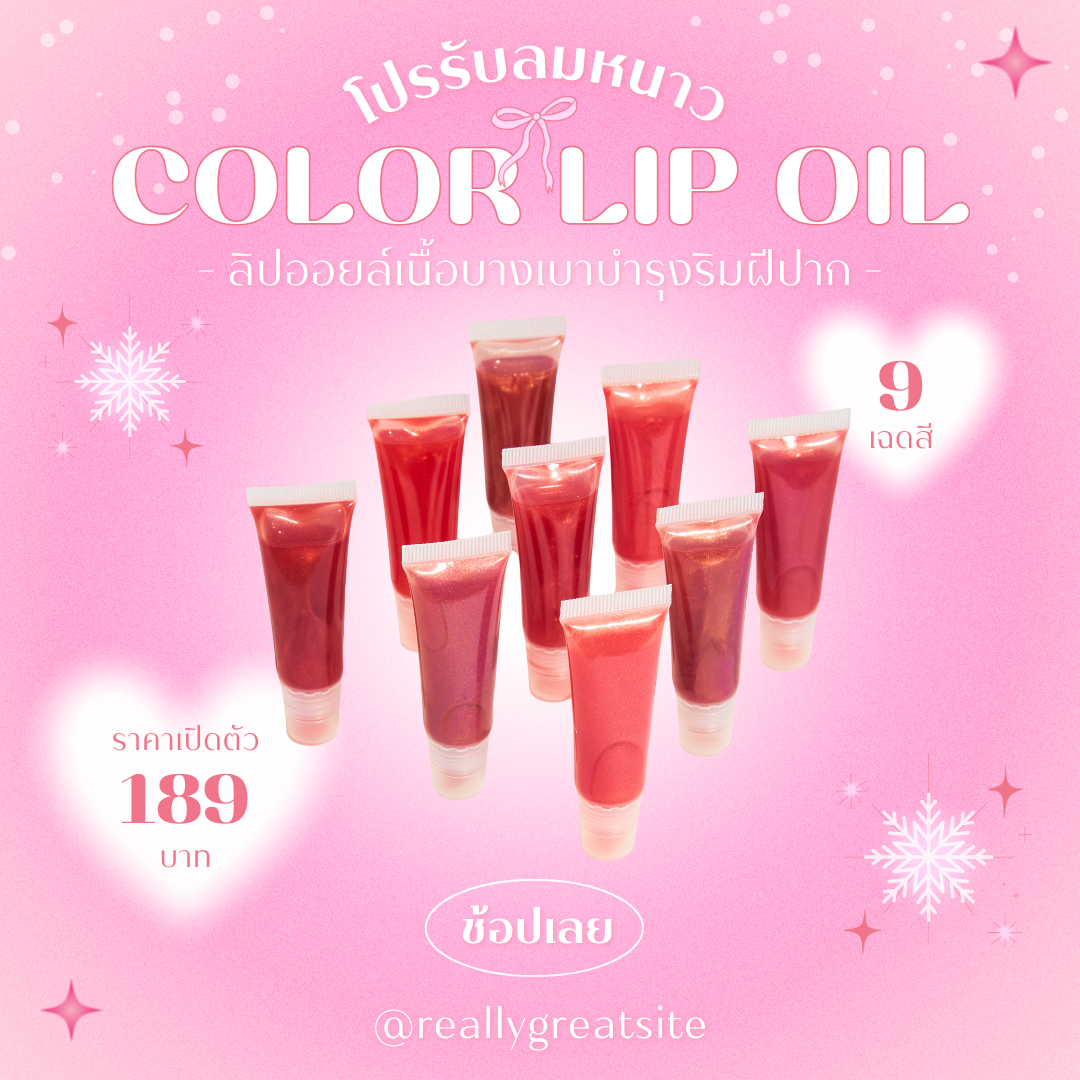 โปรรับลมหนาว
COLOR LIP OIL
- ลิปออยล์เนื้อบางเบาบำรุงริมฝีปาก -
9
เฉดสี
ราคาเปิดตัว
189
บาท
ช้อปเลย
@reallygreatsite